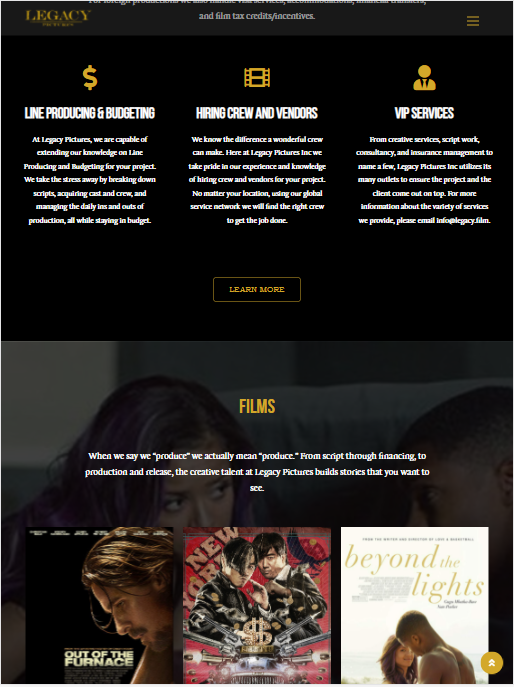 For foreign productions we also handle visa services, accommodations, financial transfers,
LEGACY
and film tax credits/incentives.
LINE PRODUCING & BUDGETING
At Legacy Pictures, we are capable of
extending our knowledge on Line
Producing and Budgeting for your project.
We take the stress away by breaking down
scripts, acquiring cast and crew, and
managing the daily ins and outs of
production, all while staying in budget.
HIRING CREW AND VENDORS
We know the difference a wonderful crew
can make. Here at Legacy Pictures Inc we
take pride in our experience and knowledge
of hiring crew and vendors for your project.
No matter your location, using our global
service network we will find the right crew
to get the job done.
VIP SERVICES
From creative services, script work,
consultancy, and insurance management to
name a few, Legacy Pictures Inc utilizes its
many outlets to ensure the project and the
client come out on top. For more
information about the variety of services
we provide, please email info@legacy.film.
LEARN MORE
FILMS
When we say we "produce" we actually mean "produce." From script through financing, to
production and release, the creative talent at Legacy Pictures builds stories that you want to
see.
OUT OF THE
FURNACE
NEW
FROM THE WRITER AND DIRECTOR OF LOVE & BASKETBALL
beyond the
lights